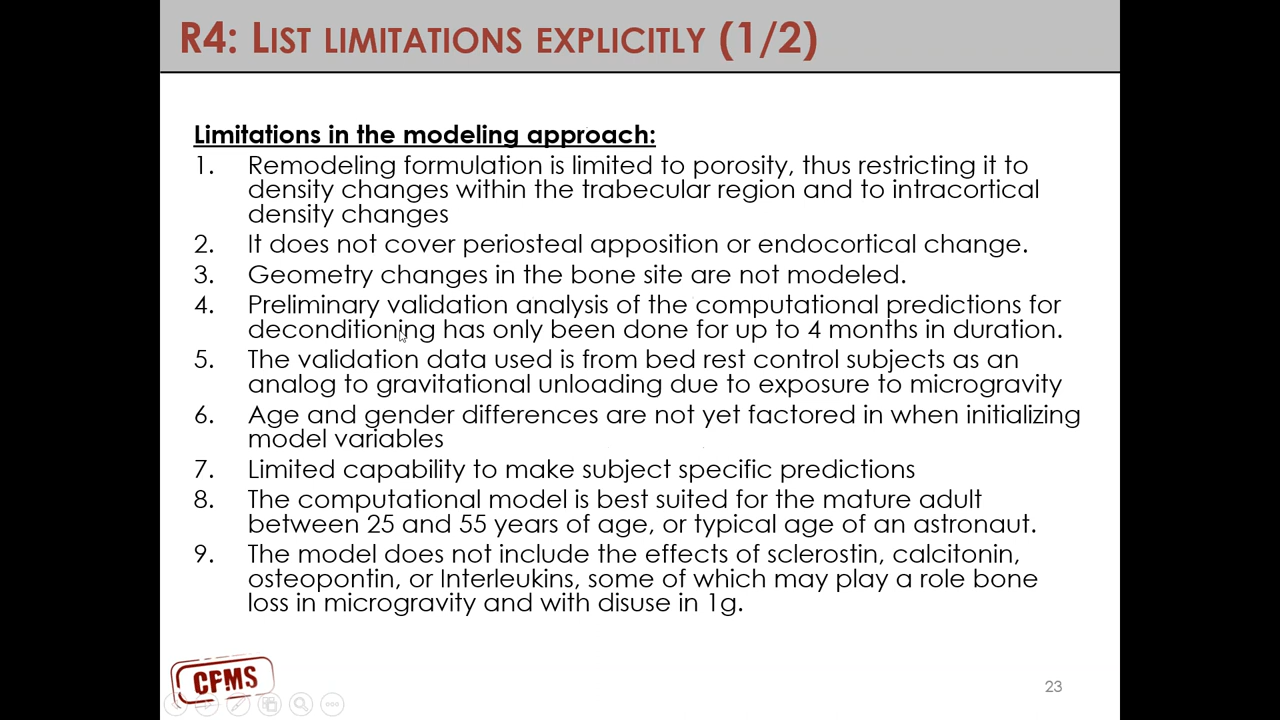 R4: LIST LIMITATIONS EXPLICITLY (1/2)
Limitations in the modeling approach:
1. Remodeling formulation is limited to porosity, thus restricting it to
density changes within the trabecular region and to intracortical
density changes
2. It does not cover periosteal apposition or endocortical change.
3. Geometry changes in the bone site are not modeled.
4. Preliminary validation analysis of the computational predictions for
deconditioning has only been done for up to 4 months in duration.
5. The validation data used is from bed rest control subjects as an
analog to gravitational unloading due to exposure to microgravity
6. Age and gender differences are not yet factored in when initializing
model variables
7. Limited capability to make subject specific predictions
8. The computational model is best suited for the mature adult
between 25 and 55 years of age, or typical age of an astronaut.
9. The model does not include the effects of sclerostin, calcitonin,
osteopontin, or Interleukins, some of which may play a role bone
loss in microgravity and with disuse in 1g.
CFMS
23